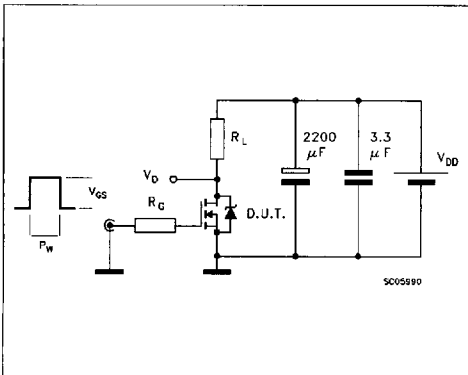 R_L
2200
μF
3.3
μF
V_DD
V_D
V_GS
R_G
D.U.T.
P_W
SC05990